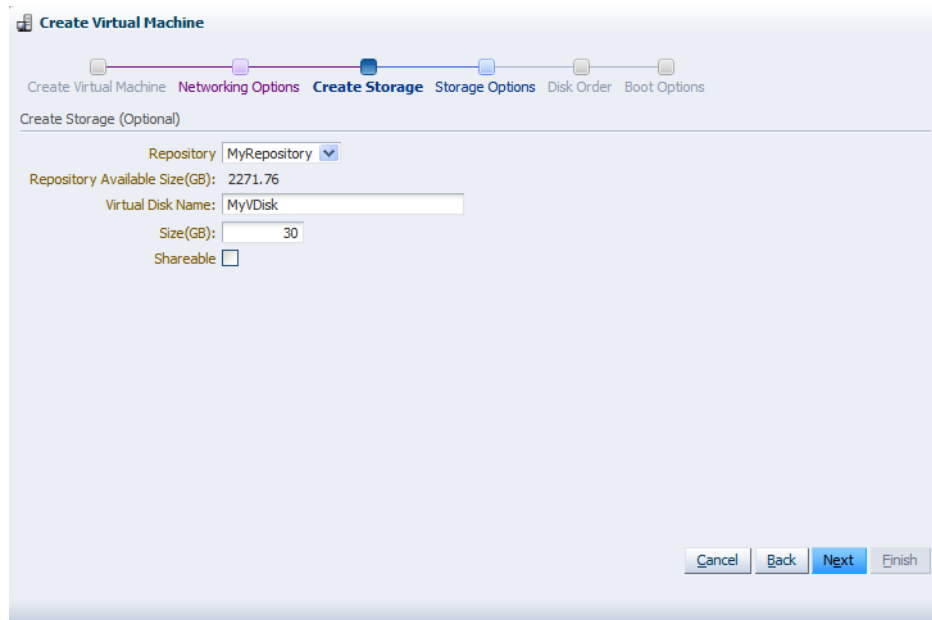 Create Virtual Machine
Create Virtual Machine Networking Options Create Storage Storage Options Disk Order Boot Options
Create Storage (Optional)
Repository MyRepository
Repository Available Size(GB): 2271.76
Virtual Disk Name: MyVDisk
Size(GB): 30
Shareable
Cancel Back Next Finish